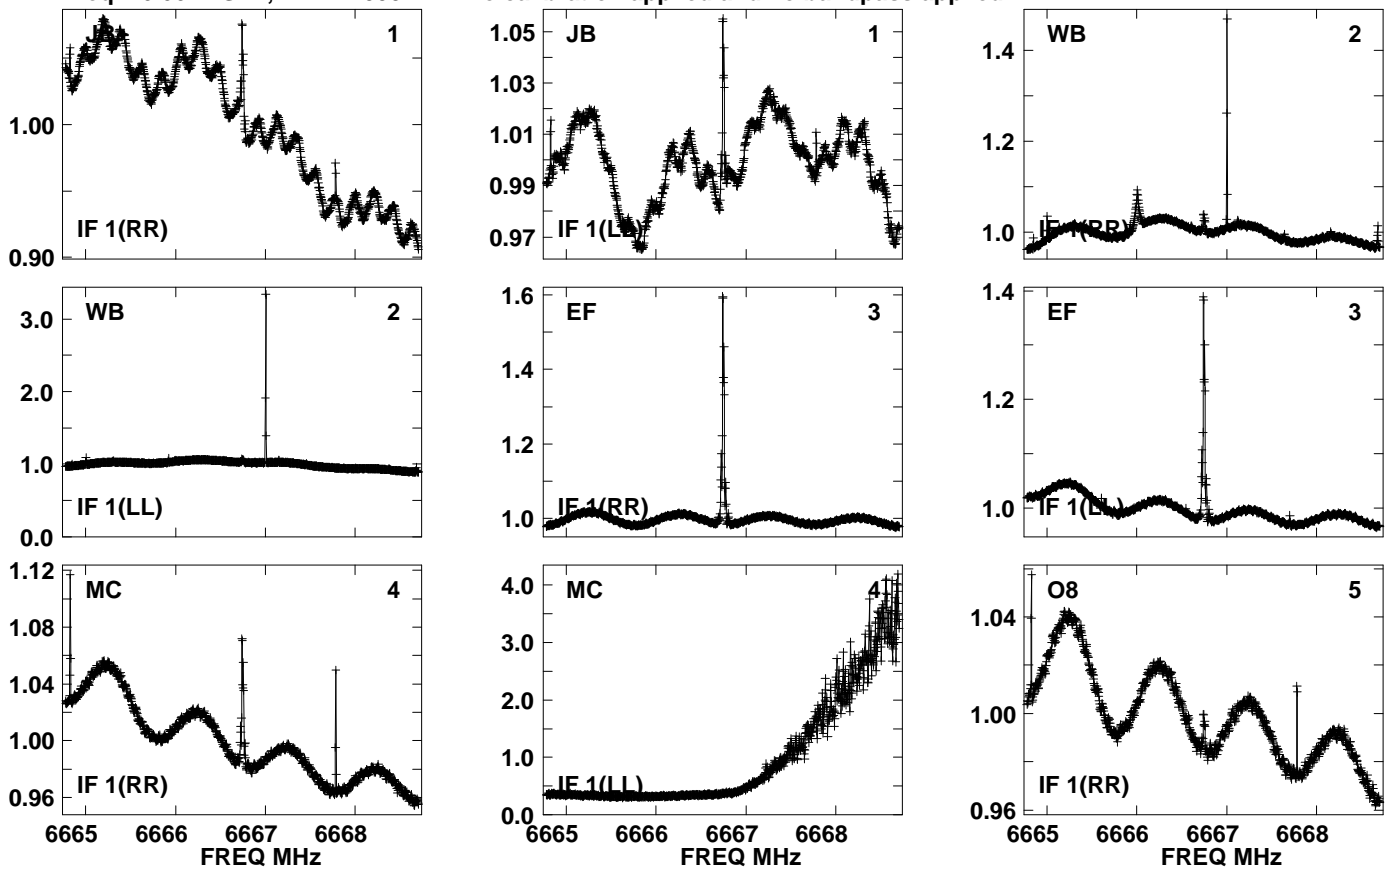 JB 1
1.00
0.90
IF 1(RR)
JB 1
1.05
1.03
1.01
0.99
0.97
IF 1(LL)
WB 2
1.4
1.2
1.0
IF 1(RR)
WB 2
3.0
2.0
1.0
0.0
IF 1(LL)
EF 3
1.6
1.4
1.2
1.0
IF 1(RR)
EF 3
1.4
1.2
1.0
IF 1(LL)
MC 4
1.12
1.08
1.04
1.00
0.96
IF 1(RR)
6665 6666 6667 6668
FREQ MHz
MC 4
4.0
3.0
2.0
1.0
0.0
IF 1(LL)
6665 6666 6667 6668
FREQ MHz
O8 5
1.04
1.00
0.96
IF 1(RR)
6665 6666 6667 6668
FREQ MHz